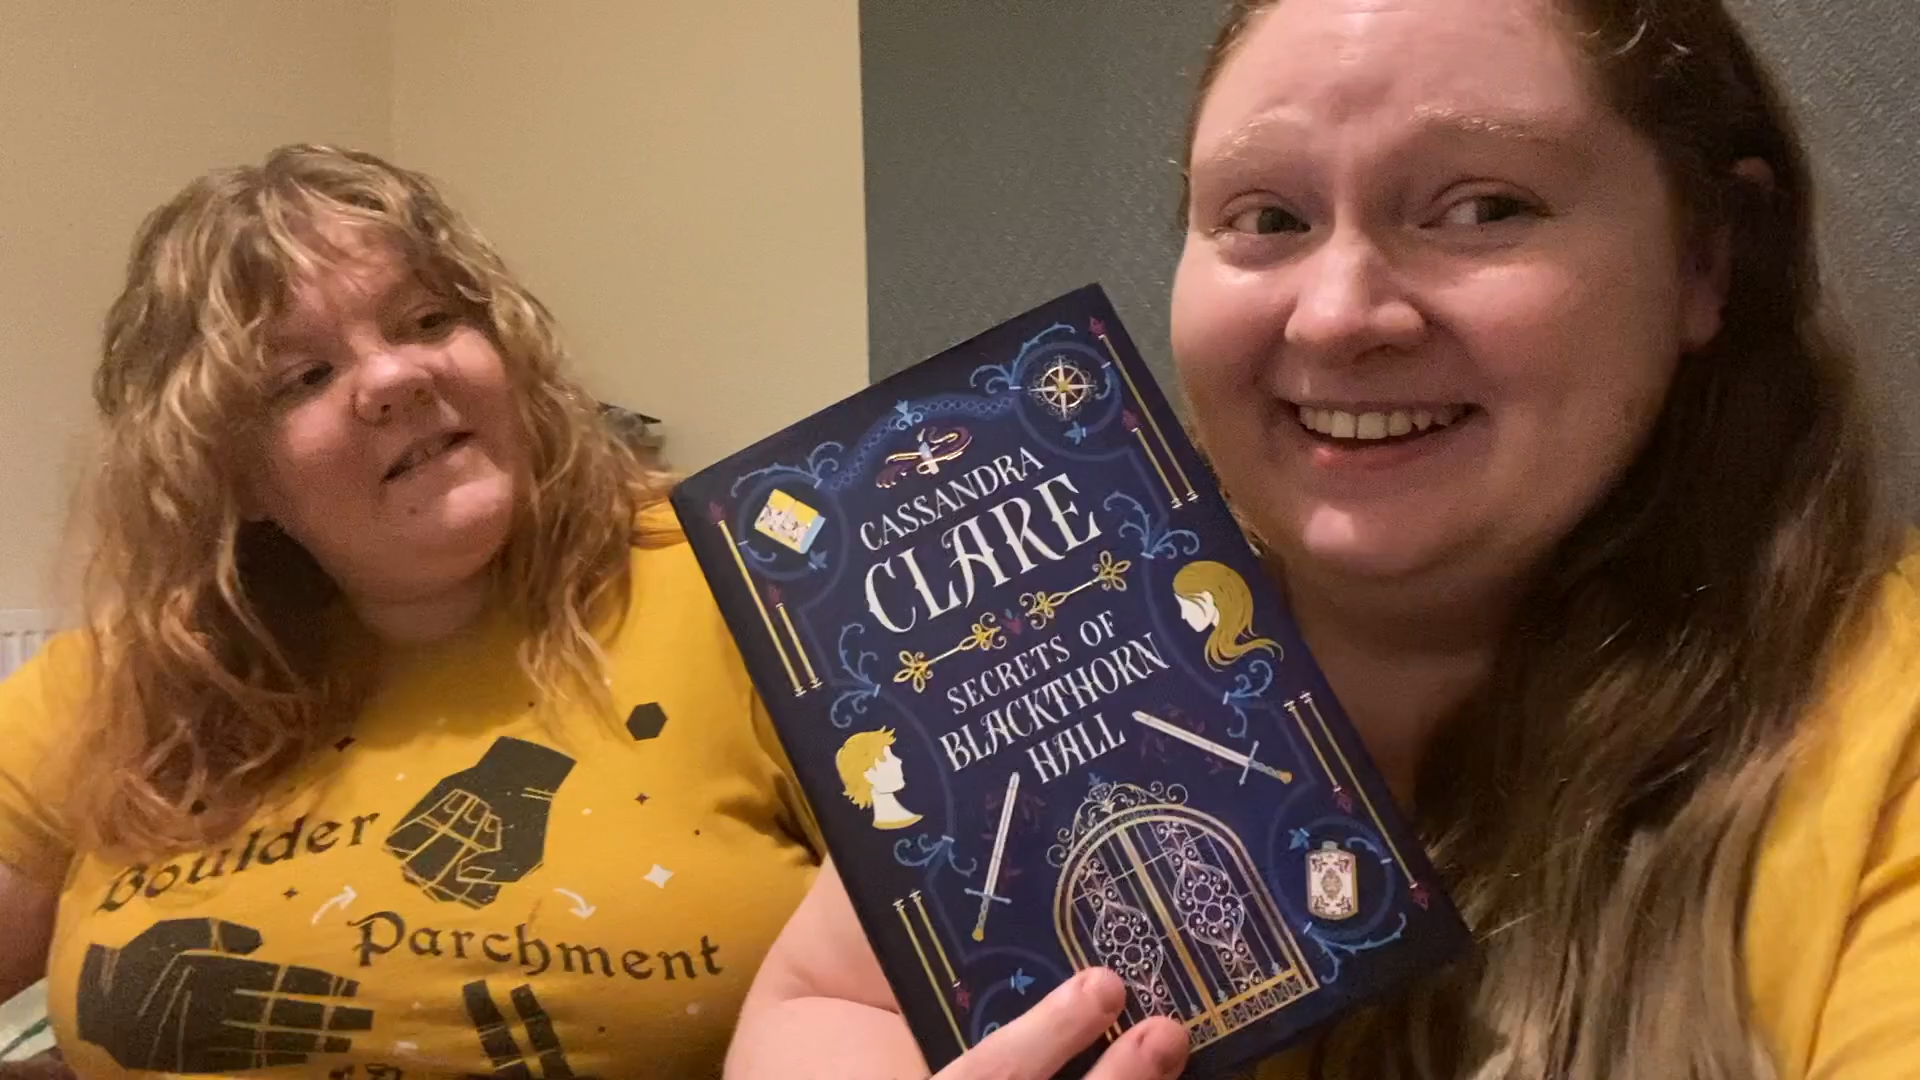 CASSANDRA
CLARE
SECRETS OF
BLACKTHORN
HALL
Boulder
Parchment